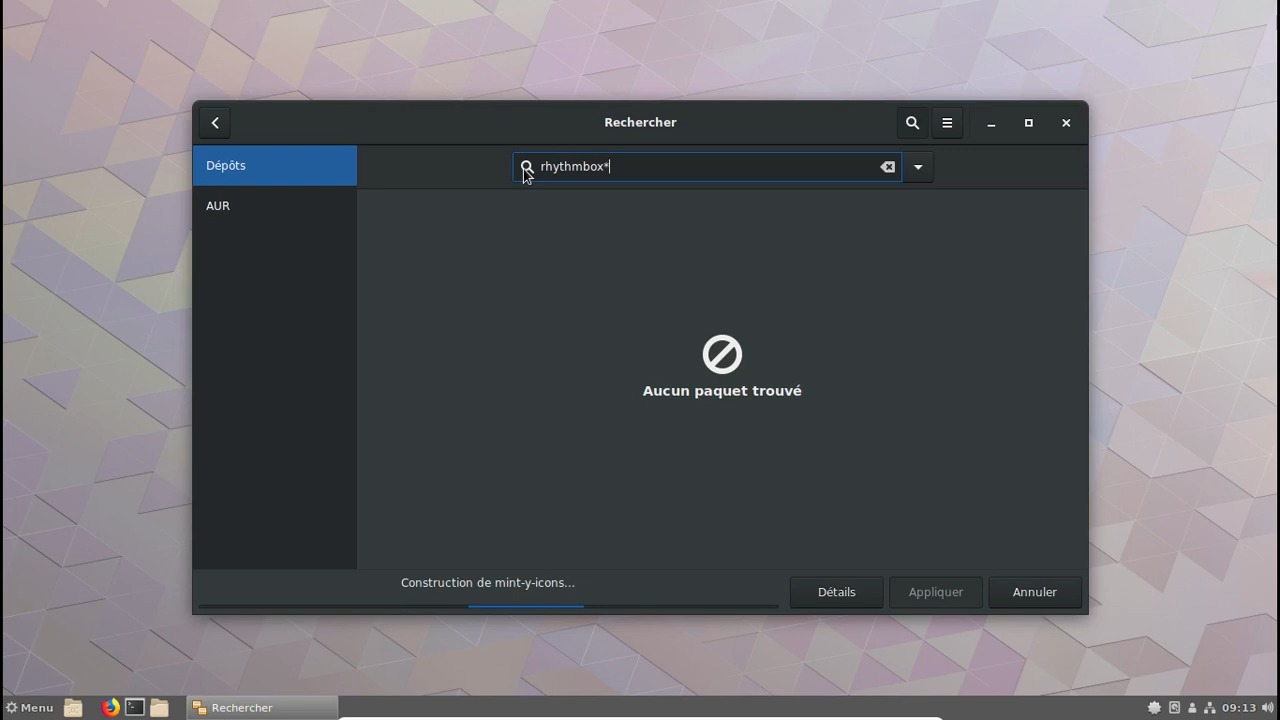 Rechercher
Dépôts
rhythmbox*
AUR
Aucun paquet trouvé
Construction de mint-y-icons...
Détails
Appliquer
Annuler
Menu
Rechercher
09:13